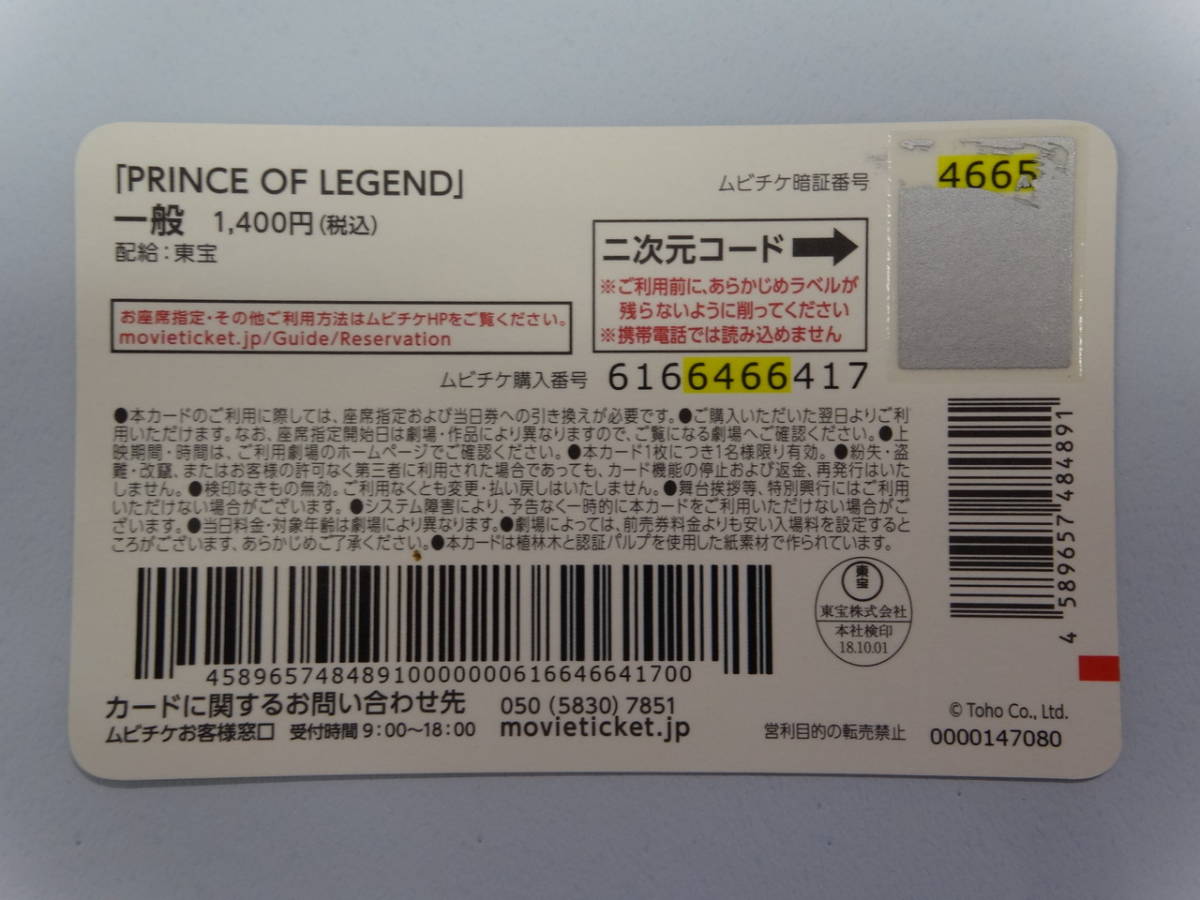 「PRINCE OF LEGEND」
一般 1,400円(税込)
配給:東宝
ムビチケ暗証番号
4665
二次元コード
※ご利用前に、あらかじめラベルが
残らないように削ってください
※携帯電話では読み込めません
お座席指定・その他ご利用方法はムビチケHPをご覧ください。
movieticket.jp/Guide/Reservation
ムビチケ購入番号 6166466417
●本カードのご利用に際しては、座席指定および当日券への引き換えが必要です。●ご購入いただいた翌日よりご利
用いただけます。なお、座席指定開始日は劇場・作品により異なりますので、ご覧になる劇場へご確認ください。●上
映期間・時間は、ご利用劇場のホームページでご確認ください。●本カード1枚につき1名様限り有効。●紛失・盗
難・改竄、またはお客様の許可なく第三者に利用された場合であっても、カード機能の停止および返金、再発行はいた
しません。●検印なきもの無効。ご利用なくとも変更・払い戻しはいたしません。●舞台挨拶等、特別興行にはご利用
いただけない場合がございます。●システム障害により、予告なく一時的に本カードをご利用いただけない場合がご
ざいます。●当日料金・対象年齢は劇場により異なります。●劇場によっては、前売券料金よりも安い入場料を設定すると
ころがございます、あらかじめご了承ください。●本カードは植林木と認証パルプを使用した紙素材で作られています。
45896574848910000000616646641700
4 589657 484891
東宝
東宝株式会社
本社検印
18.10.01
カードに関するお問い合わせ先 050 (5830) 7851
ムビチケお客様窓口 受付時間 9:00~18:00 movieticket.jp
© Toho Co., Ltd.
営利目的の転売禁止 0000147080